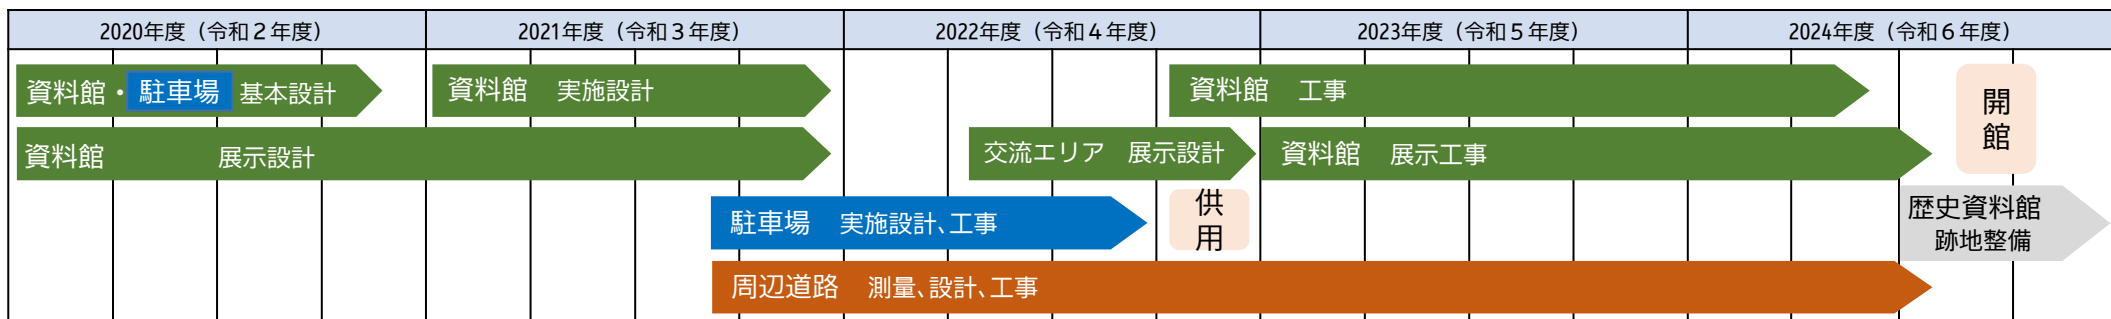 2020年度（令和２年度） 2021年度（令和３年度） 2022年度（令和４年度） 2023年度（令和５年度） 2024年度（令和６年度）
資料館・駐車場 基本設計
資料館 実施設計
資料館 工事
開
館
資料館 展示設計
交流エリア 展示設計
資料館 展示工事
駐車場 実施設計、工事
供
用
歴史資料館
跡地整備
周辺道路 測量、設計、工事